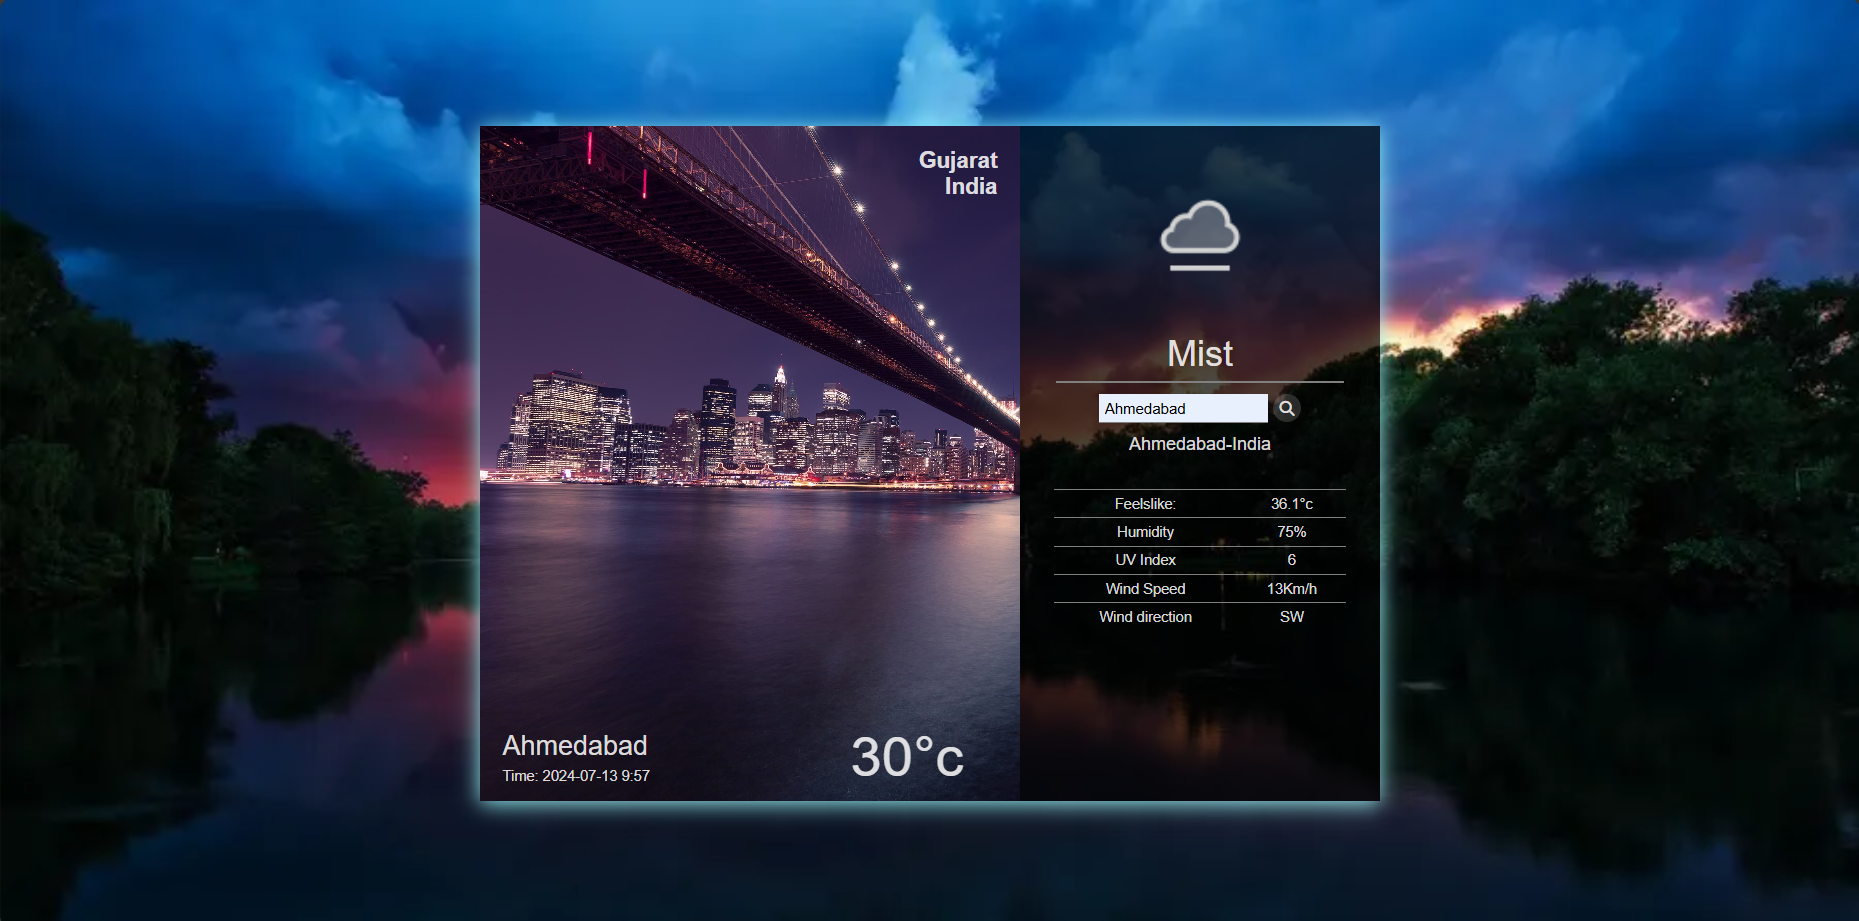 Gujarat
India
Mist
Ahmedabad
Ahmedabad-India
Feelslike: 36.1°c
Humidity 75%
UV Index 6
Wind Speed 13Km/h
Wind direction SW
Ahmedabad
Time: 2024-07-13 9:57
30°c